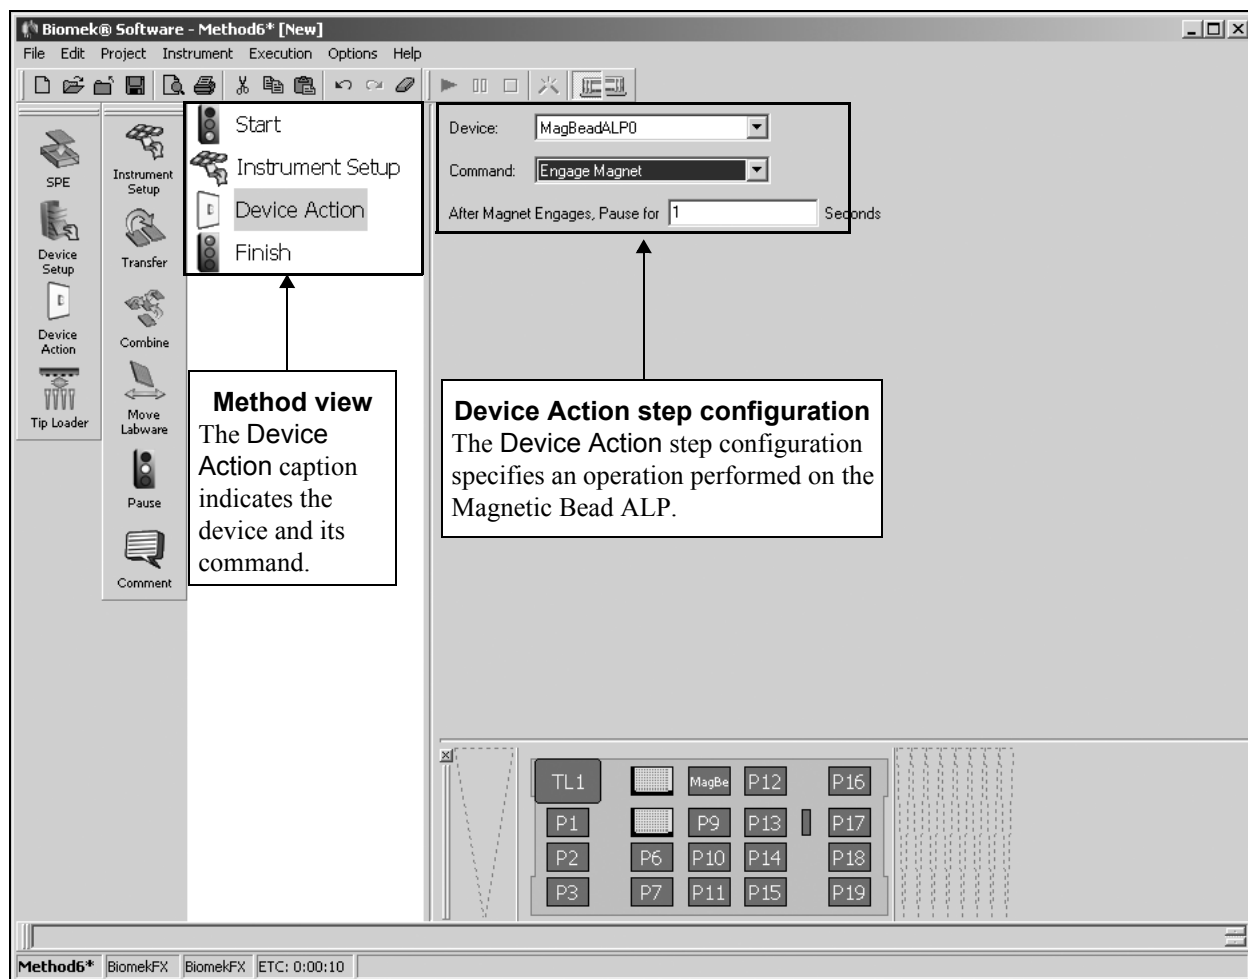 Biomek® Software - Method6* [New]
File Edit Project Instrument Execution Options Help
SPE
Device
Setup
Device
Action
Tip Loader
Instrument
Setup
Transfer
Combine
Move
Labware
Pause
Comment
Start
Instrument Setup
Device Action
Finish
Device: MagBeadALP0
Command: Engage Magnet
After Magnet Engages, Pause for 1 Seconds
Method view
The Device
Action caption
indicates the
device and its
command.
Device Action step configuration
The Device Action step configuration
specifies an operation performed on the
Magnetic Bead ALP.
TL1 MagBe P12 P16
P1 P9 P13 P17
P2 P6 P10 P14 P18
P3 P7 P11 P15 P19
Method6* BiomekFX BiomekFX ETC: 0:00:10